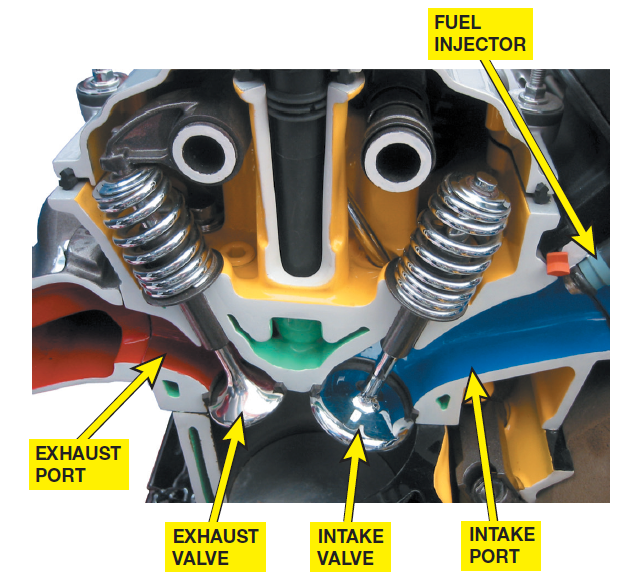 FUEL
INJECTOR
EXHAUST
PORT
EXHAUST
VALVE
INTAKE
VALVE
INTAKE
PORT